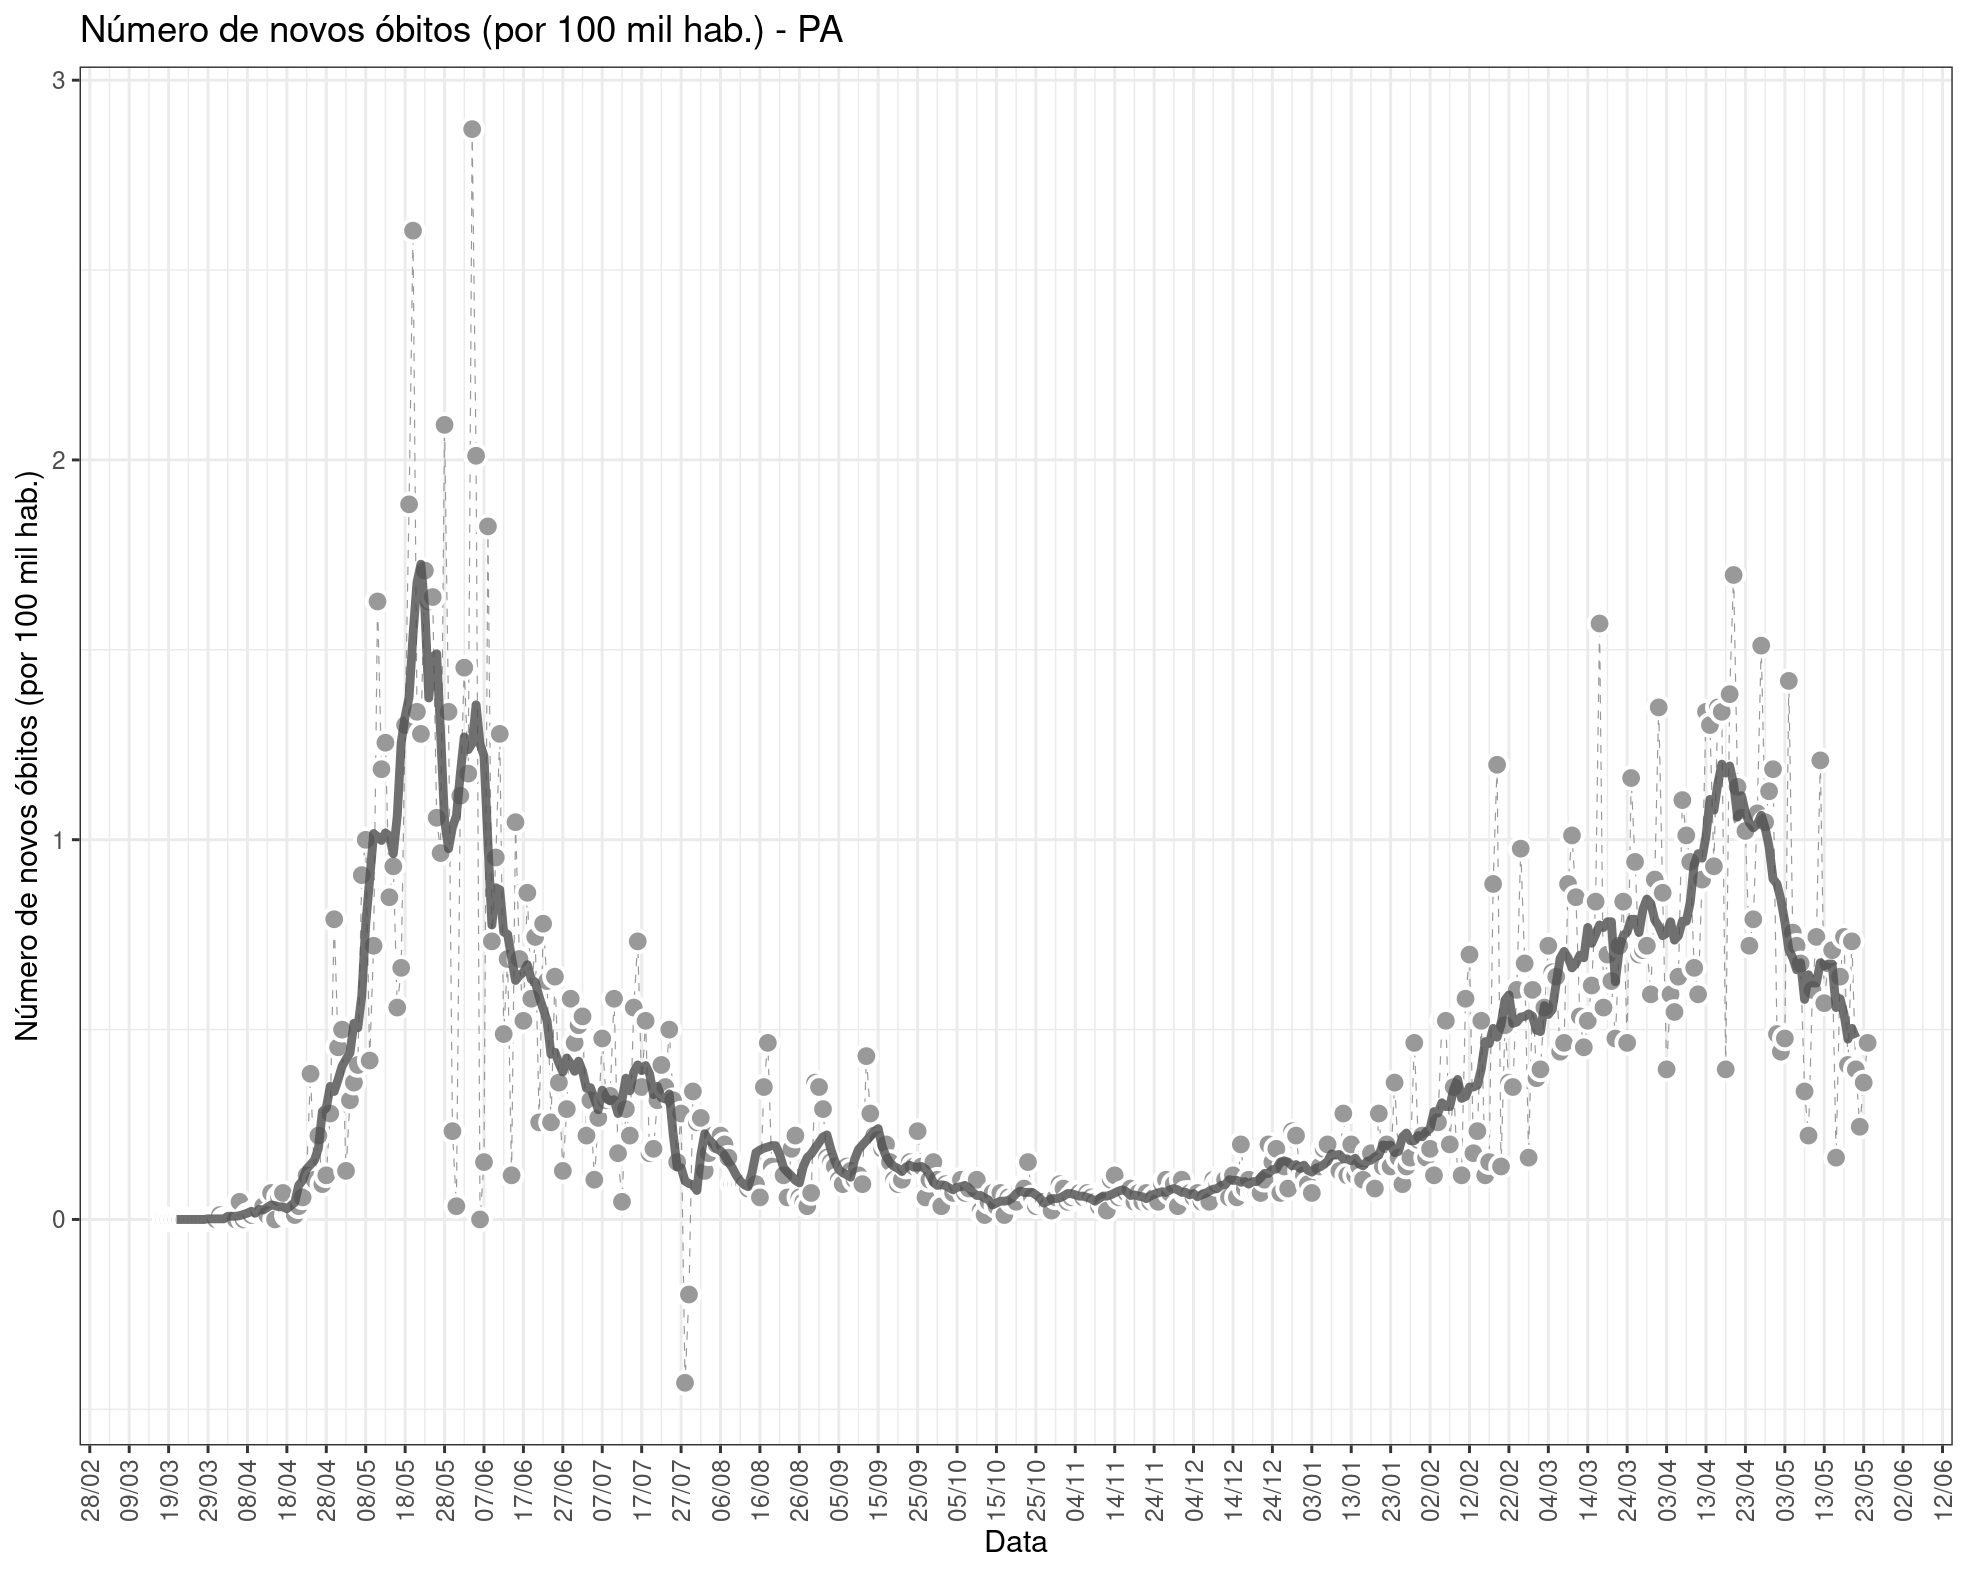 Número de novos óbitos (por 100 mil hab.) - PA
Número de novos óbitos (por 100 mil hab.)
3
2
1
0
28/02 09/03 19/03 29/03 08/04 18/04 28/04 08/05 18/05 28/05 07/06 17/06 27/06 07/07 17/07 27/07 06/08 16/08 26/08 05/09 15/09 25/09 05/10 15/10 25/10 04/11 14/11 24/11 04/12 14/12 24/12 03/01 13/01 23/01 02/02 12/02 22/02 04/03 14/03 24/03 03/04 13/04 23/04 03/05 13/05 23/05 02/06 12/06
Data